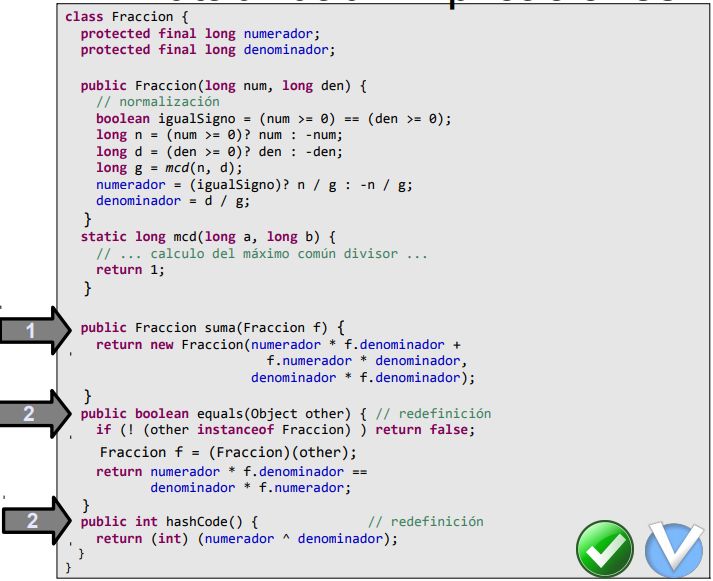 class Fraccion {
protected final long numerador;
protected final long denominador;
public Fraccion(long num, long den) {
// normalización
boolean igualSigno = (num >= 0) == (den >= 0);
long n = (num >= 0)? num : -num;
long d = (den >= 0)? den : -den;
long g = mcd(n, d);
numerador = (igualSigno)? n / g : -n / g;
denominador = d / g;
}
static long mcd(long a, long b) {
// ... calculo del máximo común divisor ...
return 1;
}
1
public Fraccion suma(Fraccion f) {
return new Fraccion(numerador * f.denominador +
f.numerador * denominador,
denominador * f.denominador);
}
2
public boolean equals(Object other) { // redefinición
if (! (other instanceof Fraccion) ) return false;
Fraccion f = (Fraccion)(other);
return numerador * f.denominador ==
denominador * f.numerador;
}
2
public int hashCode() { // redefinición
return (int) (numerador ^ denominador);
}
}